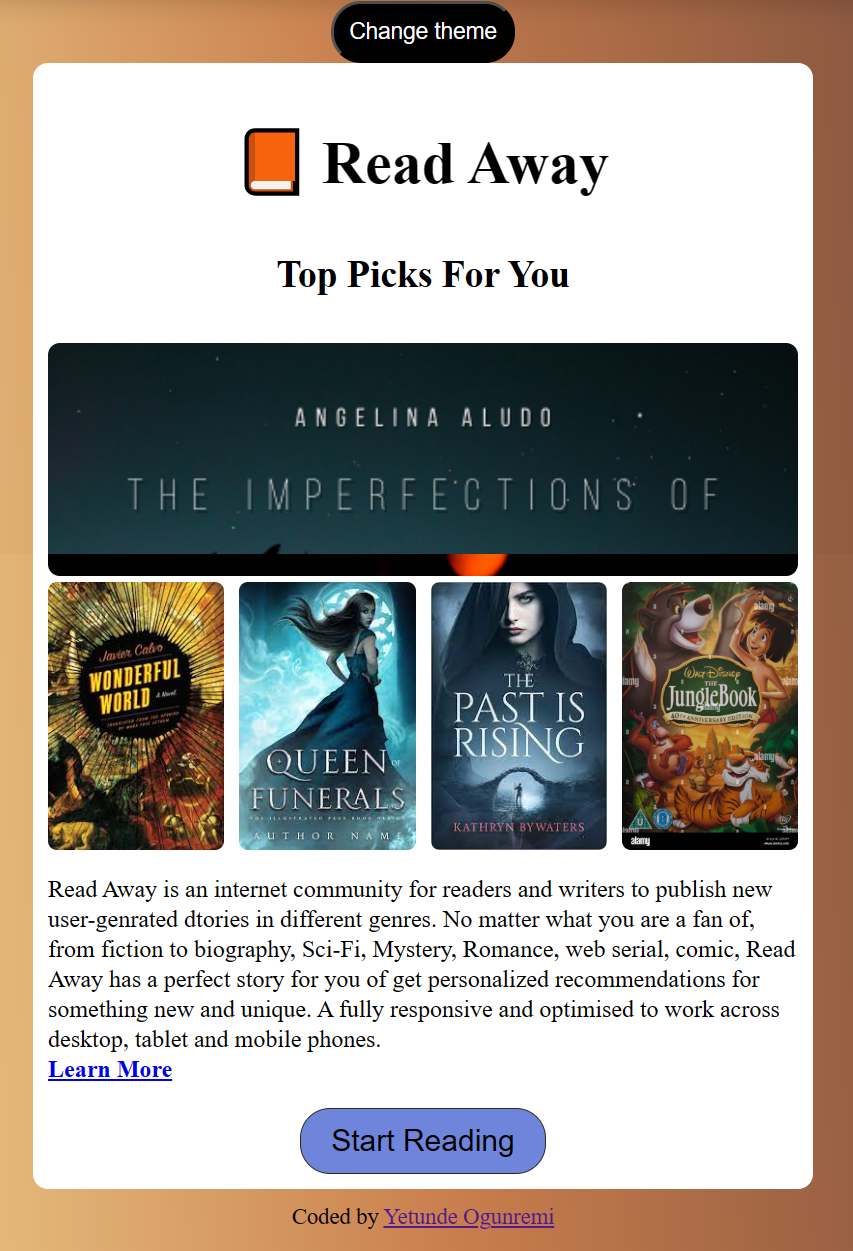 Change theme
Read Away
Top Picks For You
ANGELINA ALUDO
THE IMPERFECTIONS OF
Javier Calvo
WONDERFUL
WORLD
A Novel
TRANSLATED FROM THE SPANISH
BY MARA FAYE LETHEM
QUEEN OF
FUNERALS
THE ILLUSTRATED PAGE BOOK DESIGN
AUTHOR NAME
THE
PAST IS
RISING
KATHRYN BYWATERS
alamy
WALT DISNEY
THE
JungleBook
40TH ANNIVERSARY EDITION
alamy
alamy
Read Away is an internet community for readers and writers to publish new
user-genrated dtories in different genres. No matter what you are a fan of,
from fiction to biography, Sci-Fi, Mystery, Romance, web serial, comic, Read
Away has a perfect story for you of get personalized recommendations for
something new and unique. A fully responsive and optimised to work across
desktop, tablet and mobile phones.
Learn More
Start Reading
Coded by Yetunde Ogunremi